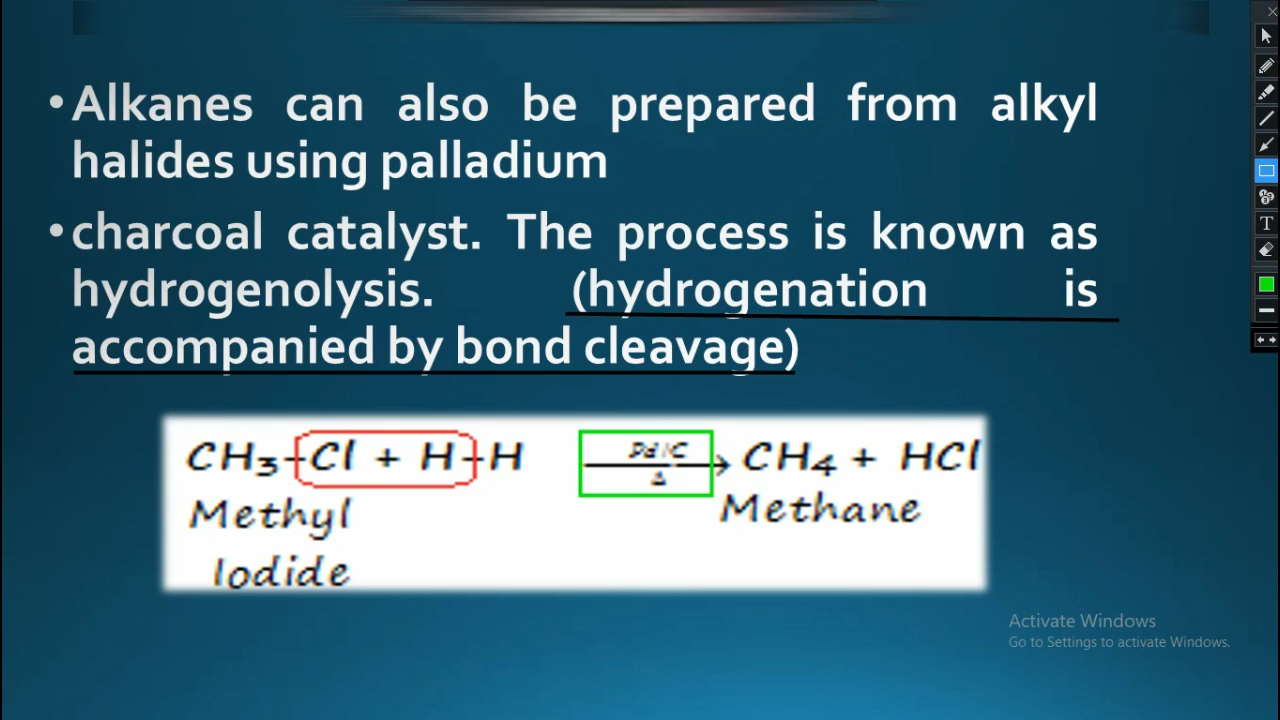 •Alkanes can also be prepared from alkyl
halides using palladium
•charcoal catalyst. The process is known as
hydrogenolysis. (hydrogenation is
accompanied by bond cleavage)
CH3-Cl + H-H Pd/C Δ → CH4 + HCl
Methyl Methane
Iodide
Activate Windows
Go to Settings to activate Windows.